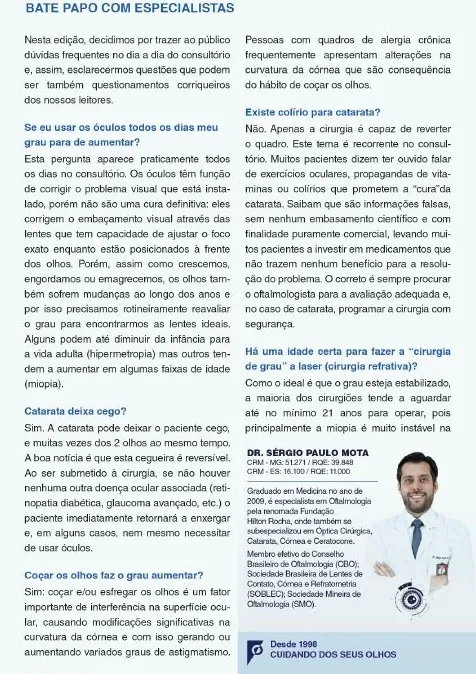 BATE PAPO COM ESPECIALISTAS
Nesta edição, decidimos por trazer ao público
dúvidas frequentes no dia a dia do consultório
e, assim, esclarecermos questões que podem
ser também questionamentos corriqueiros
dos nossos leitores.
Se eu usar os óculos todos os dias meu
grau para de aumentar?
Esta pergunta aparece praticamente todos
os dias no consultório. Os óculos têm função
de corrigir o problema visual que está insta-
lado, porém não são uma cura definitiva: eles
corrigem o embaçamento visual através das
lentes que tem capacidade de ajustar o foco
exato enquanto estão posicionados à frente
dos olhos. Porém, assim como crescemos,
engordamos ou emagrecemos, os olhos tam-
bém sofrem mudanças ao longo dos anos e
por isso precisamos rotineiramente reavaliar
o grau para encontrarmos as lentes ideais.
Alguns podem até diminuir da infância para
a vida adulta (hipermetropia) mas outros ten-
dem a aumentar em algumas faixas de idade
(miopia).
Catarata deixa cego?
Sim. A catarata pode deixar o paciente cego,
e muitas vezes dos 2 olhos ao mesmo tempo.
A boa notícia é que esta cegueira é reversível.
Ao ser submetido à cirurgia, se não houver
nenhuma outra doença ocular associada (reti-
nopatia diabética, glaucoma avançado, etc.) o
paciente imediatamente retornará a enxergar
e, em alguns casos, nem mesmo necessitar
de usar óculos.
Coçar os olhos faz o grau aumentar?
Sim: coçar e/ou esfregar os olhos é um fator
importante de interferência na superfície ocu-
lar, causando modificações significativas na
curvatura da córnea e com isso gerando ou
aumentando variados graus de astigmatismo.
Pessoas com quadros de alergia crônica
frequentemente apresentam alterações na
curvatura da córnea que são consequência
do hábito de coçar os olhos.
Existe colírio para catarata?
Não. Apenas a cirurgia é capaz de reverter
o quadro. Este tema é recorrente no consul-
tório. Muitos pacientes dizem ter ouvido falar
de exercícios oculares, propagandas de vita-
minas ou colírios que prometem a “cura”da
catarata. Saibam que são informações falsas,
sem nenhum embasamento científico e com
finalidade puramente comercial, levando mui-
tos pacientes a investir em medicamentos que
não trazem nenhum benefício para a resolu-
ção do problema. O correto é sempre procurar
o oftalmologista para a avaliação adequada e,
no caso de catarata, programar a cirurgia com
segurança.
Há uma idade certa para fazer a “cirurgia
de grau” a laser (cirurgia refrativa)?
Como o ideal é que o grau esteja estabilizado,
a maioria dos cirurgiões tende a aguardar
até no mínimo 21 anos para operar, pois
principalmente a miopia é muito instável na
DR. SÉRGIO PAULO MOTA
CRM - MG: 51.271 / RQE: 39.848
CRM - ES: 16.100 / RQE: 11.000
Graduado em Medicina no ano de
2009, é especialista em Oftalmologia
pela renomada Fundação
Hilton Rocha, onde também se
subespecializou em Óptica Cirúrgica,
Catarata, Córnea e Ceratocone.
Membro efetivo do Conselho
Brasileiro de Oftalmologia (CBO);
Sociedade Brasileira de Lentes de
Contato, Córnea e Refratometria
(SOBLEC); Sociedade Mineira de
Oftalmologia (SMO).
Desde 1998
CUIDANDO DOS SEUS OLHOS